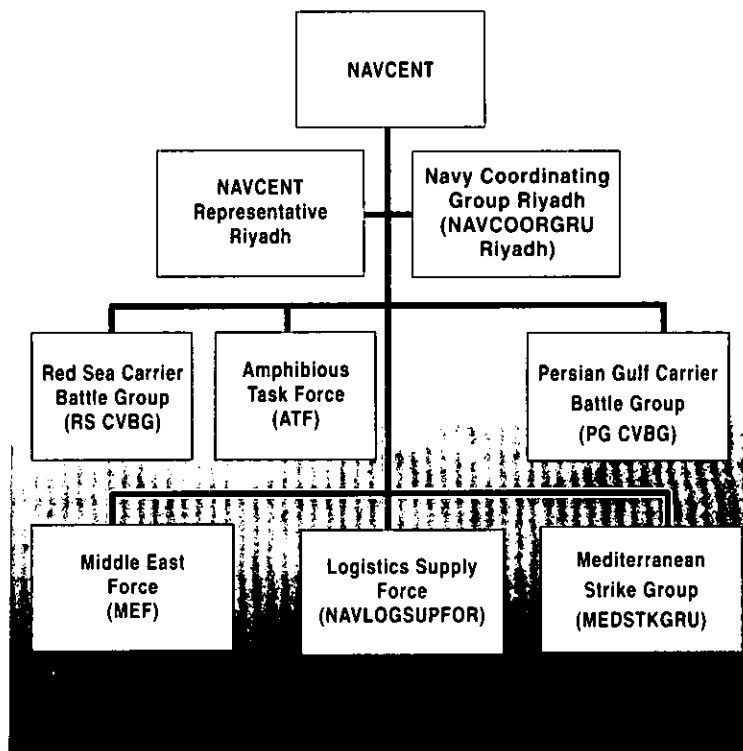 NAVCENT
NAVCENT
Representative
Riyadh
Navy Coordinating
Group Riyadh
(NAVCOORGRU
Riyadh)
Red Sea Carrier
Battle Group
(RS CVBG)
Amphibious
Task Force
(ATF)
Persian Gulf Carrier
Battle Group
(PG CVBG)
Middle East
Force
(MEF)
Logistics Supply
Force
(NAVLOGSUPFOR)
Mediterranean
Strike Group
(MEDSTKGRU)